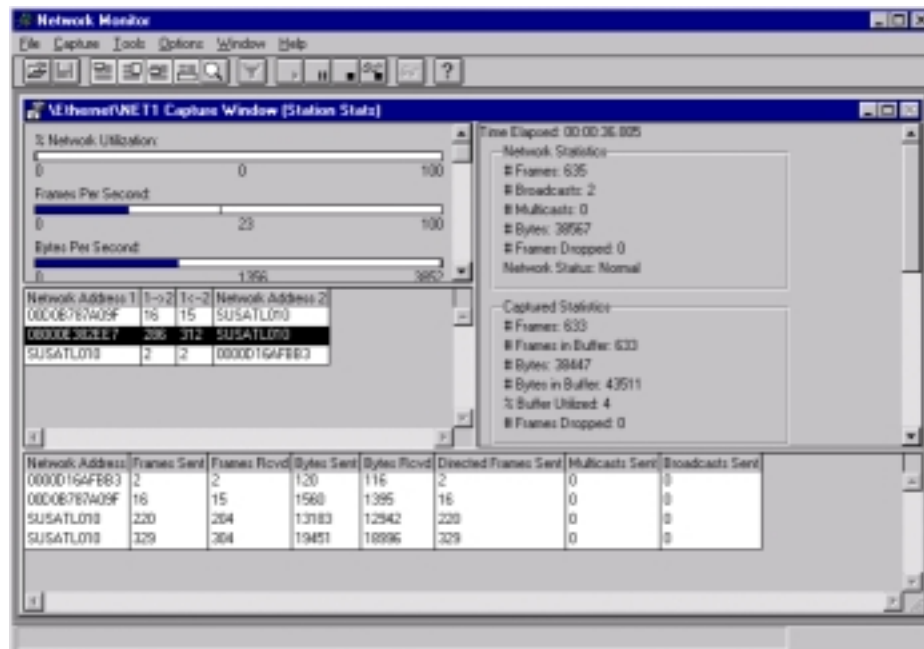 Network Monitor
File Capture Tools Options Window Help
\Ethernet\NET1 Capture Window (Station Stats)
% Network Utilization:
0 0 100
Frames Per Second:
0 23 100
Bytes Per Second:
0 1356 3852
Time Elapsed: 00:00:36.005
Network Statistics
# Frames: 635
# Broadcasts: 2
# Multicasts: 0
# Bytes: 38567
# Frames Dropped: 0
Network Status: Normal
Captured Statistics
# Frames: 633
# Frames in Buffer: 633
# Bytes: 38447
# Bytes in Buffer: 43511
% Buffer Utilized: 4
# Frames Dropped: 0
Network Address 1 1->2 1<-2 Network Address 2
00D0B787A09F 16 15 SUSATL010
286 312 SUSATL010
SUSATL010 2 2 0000D16AFBB3
Network Address Frames Sent Frames Rcvd Bytes Sent Bytes Rcvd Directed Frames Sent Multicasts Sent Broadcasts Sent
0000D16AFBB3 2 2 120 116 2 0 0
00D0B787A09F 16 15 1560 1395 16 0 0
SUSATL010 220 204 13183 12942 220 0 0
SUSATL010 329 304 19451 18996 329 0 0